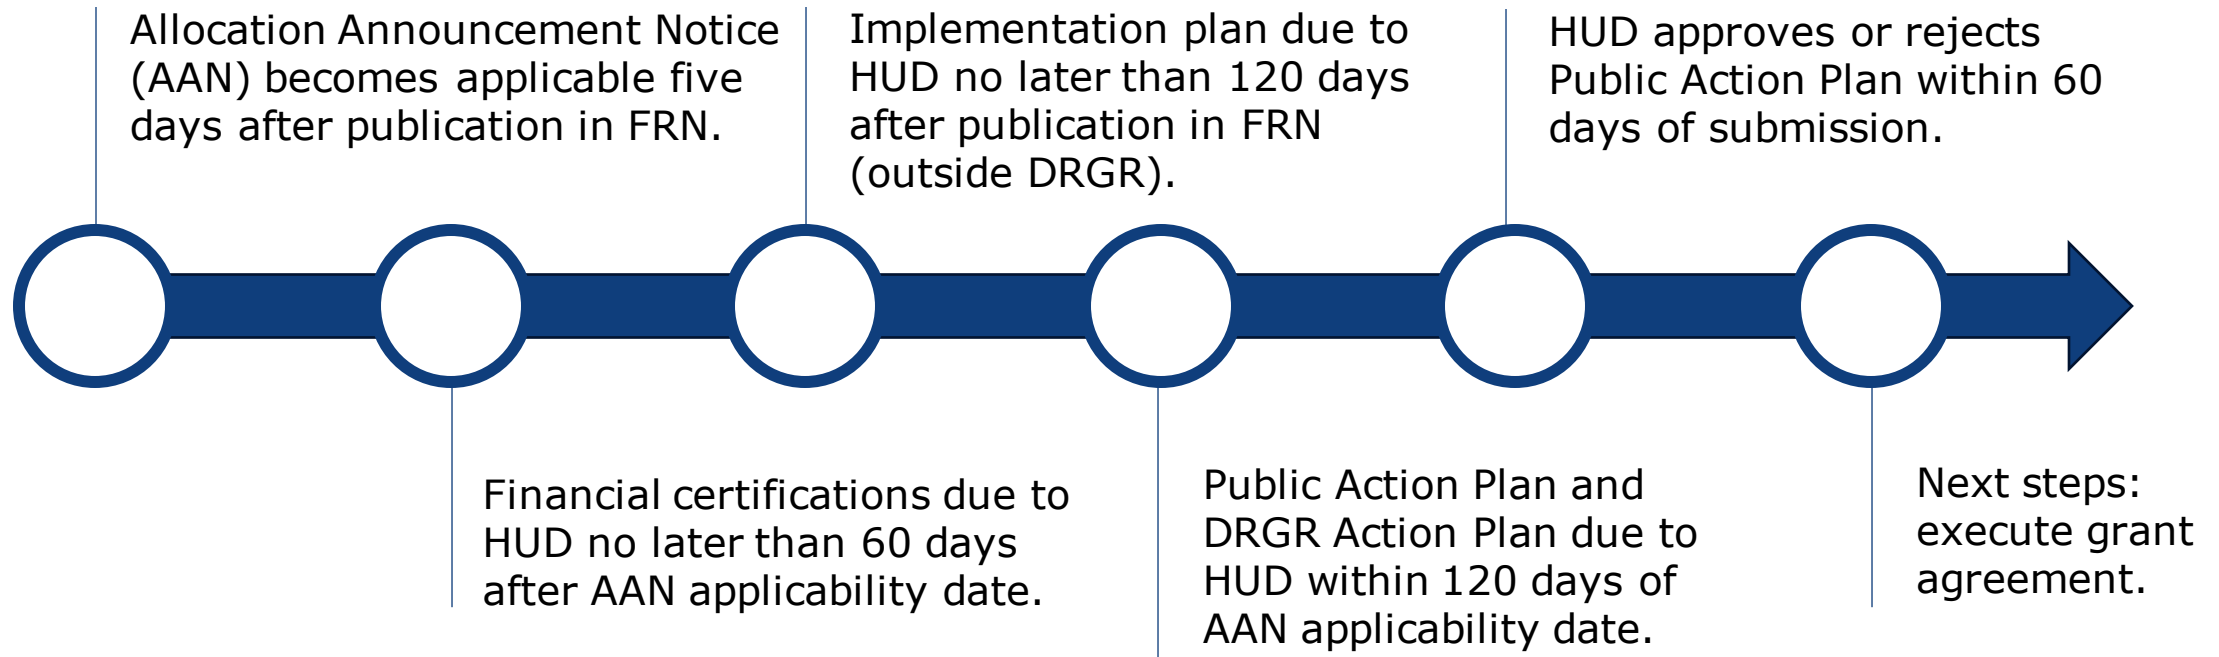 Allocation Announcement Notice
(AAN) becomes applicable five
days after publication in FRN.
Financial certifications due to
HUD no later than 60 days
after AAN applicability date.
Implementation plan due to
HUD no later than 120 days
after publication in FRN
(outside DRGR).
Public Action Plan and
DRGR Action Plan due to
HUD within 120 days of
AAN applicability date.
HUD approves or rejects
Public Action Plan within 60
days of submission.
Next steps:
execute grant
agreement.